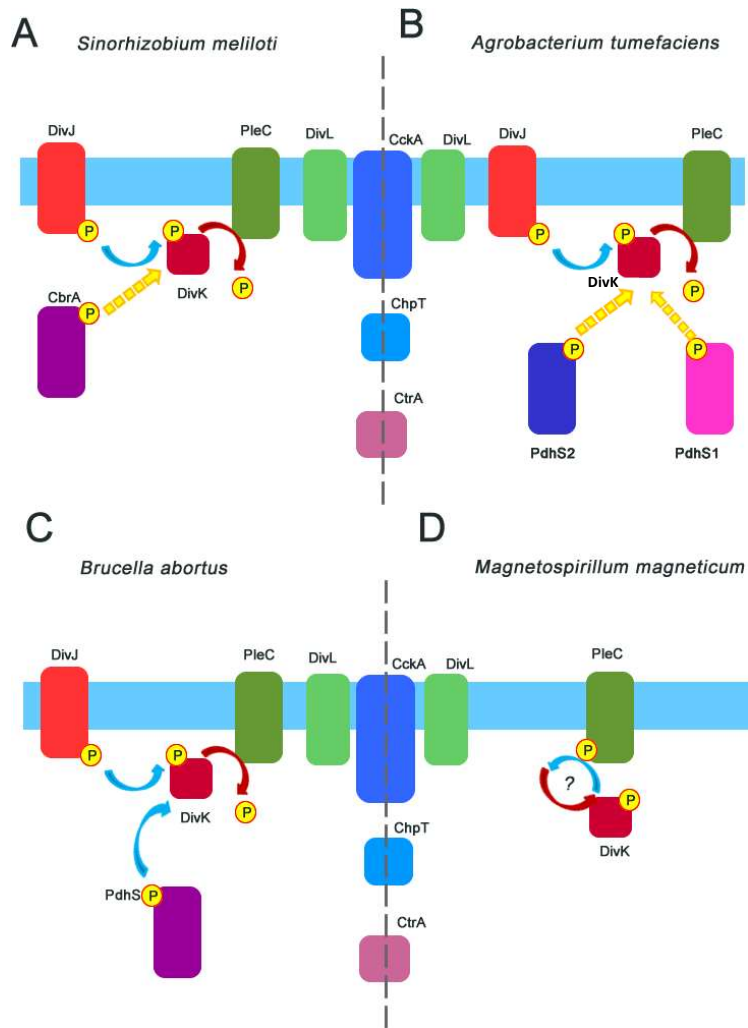 A
Sinorhizobium meliloti
B
Agrobacterium tumefaciens
DivJ
PleC
DivL
CckA
DivL
DivJ
PleC
P
P
P
P
P
P
CbrA
P
DivK
DivK
ChpT
P
P
CtrA
PdhS2
PdhS1
C
Brucella abortus
D
Magnetospirillum magneticum
DivJ
PleC
DivL
CckA
DivL
PleC
P
P
P
?
P
P
DivK
ChpT
DivK
PdhS
P
CtrA